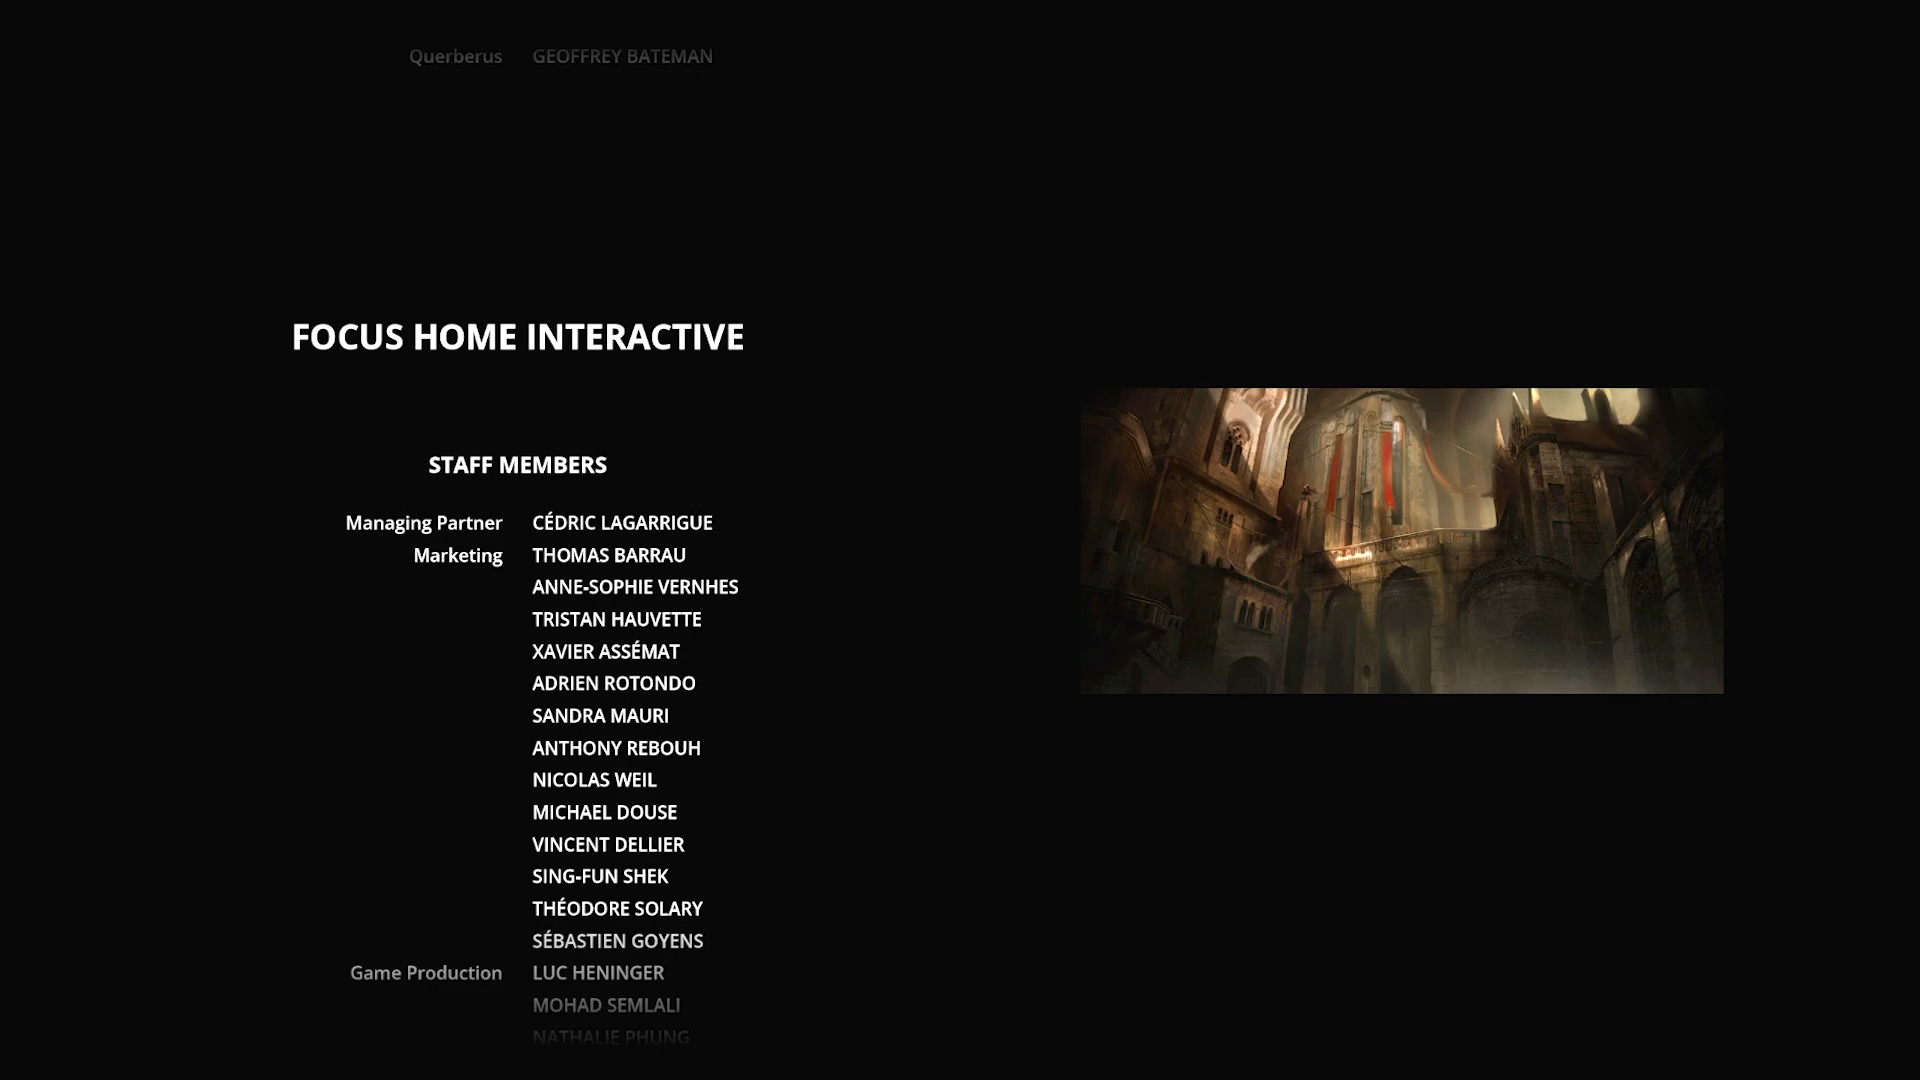 Querberus GEOFFREY BATEMAN
FOCUS HOME INTERACTIVE
STAFF MEMBERS
Managing Partner CÉDRIC LAGARRIGUE
Marketing THOMAS BARRAU
ANNE-SOPHIE VERNHES
TRISTAN HAUVETTE
XAVIER ASSÉMAT
ADRIEN ROTONDO
SANDRA MAURI
ANTHONY REBOUH
NICOLAS WEIL
MICHAEL DOUSE
VINCENT DELLIER
SING-FUN SHEK
THÉODORE SOLARY
SÉBASTIEN GOYENS
Game Production LUC HENINGER
MOHAD SEMLALI
NATHALIE PHUNG